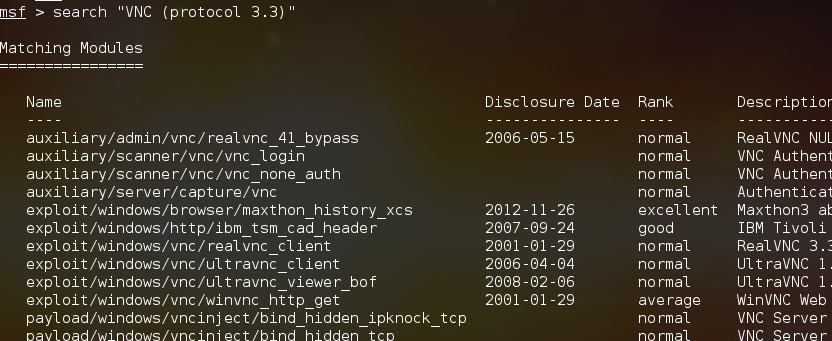 msf > search "VNC (protocol 3.3)"
Matching Modules
================
Name Disclosure Date Rank Description
---- --------------- ---- -----------
auxiliary/admin/vnc/realvnc_41_bypass 2006-05-15 normal RealVNC NUL
auxiliary/scanner/vnc/vnc_login normal VNC Authent
auxiliary/scanner/vnc/vnc_none_auth normal VNC Authent
auxiliary/server/capture/vnc normal Authenticat
exploit/windows/browser/maxthon_history_xcs 2012-11-26 excellent Maxthon3 ab
exploit/windows/http/ibm_tsm_cad_header 2007-09-24 good IBM Tivoli
exploit/windows/vnc/realvnc_client 2001-01-29 normal RealVNC 3.3
exploit/windows/vnc/ultravnc_client 2006-04-04 normal UltraVNC 1.
exploit/windows/vnc/ultravnc_viewer_bof 2008-02-06 normal UltraVNC 1.
exploit/windows/vnc/winvnc_http_get 2001-01-29 average WinVNC Web
payload/windows/vncinject/bind_hidden_ipknock_tcp normal VNC Server
payload/windows/vncinject/bind_hidden_tcp normal VNC Server